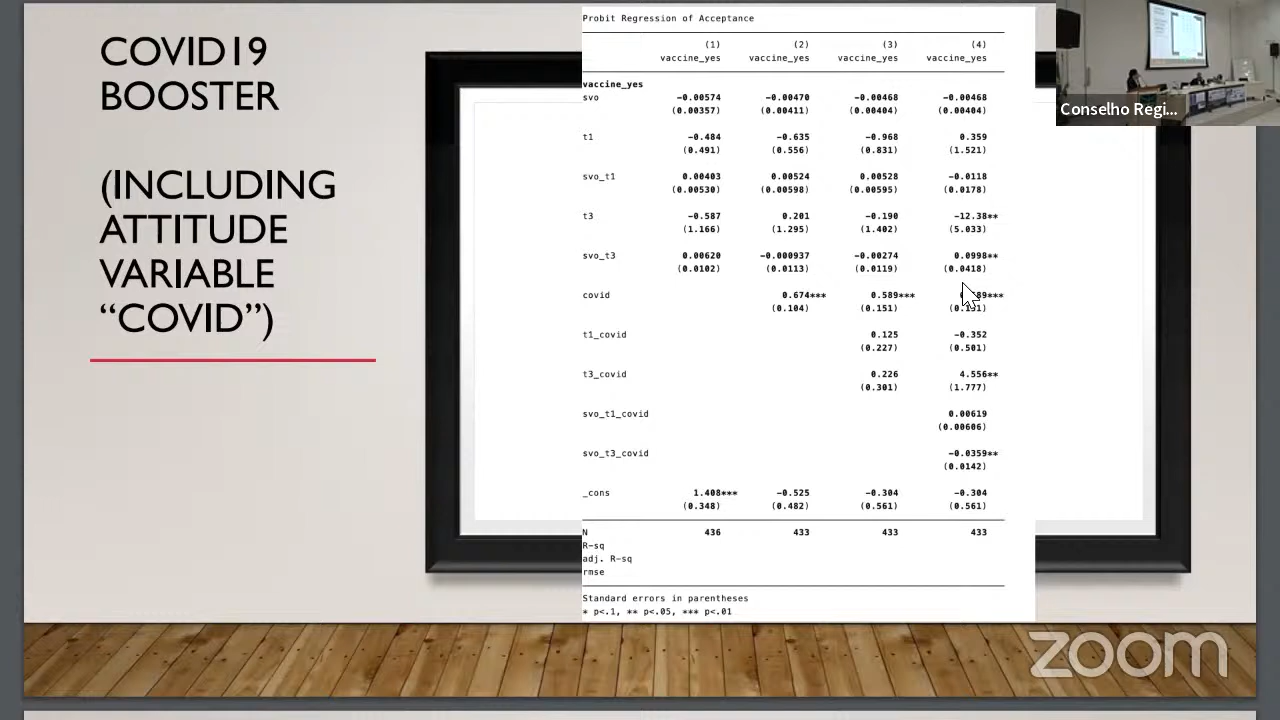 COVID19
BOOSTER
(INCLUDING
ATTITUDE
VARIABLE
“COVID”)
Probit Regression of Acceptance
(1) (2) (3) (4)
vaccine_yes vaccine_yes vaccine_yes vaccine_yes
vaccine_yes
svo -0.00574 -0.00470 -0.00468 -0.00468
(0.00357) (0.00411) (0.00404) (0.00404)
t1 -0.484 -0.635 -0.968 0.359
(0.491) (0.556) (0.831) (1.521)
svo_t1 0.00403 0.00524 0.00528 -0.0118
(0.00530) (0.00598) (0.00595) (0.0178)
t3 -0.587 0.201 -0.190 -12.38**
(1.166) (1.295) (1.402) (5.033)
svo_t3 0.00620 -0.000937 -0.00274 0.0998**
(0.0102) (0.0113) (0.0119) (0.0418)
covid 0.674*** 0.589***
(0.104) (0.151)
t1_covid 0.125 -0.352
(0.227) (0.501)
t3_covid 0.226 4.556**
(0.301) (1.777)
svo_t1_covid 0.00619
(0.00606)
svo_t3_covid -0.0359**
(0.0142)
_cons 1.408*** -0.525 -0.304 -0.304
(0.348) (0.482) (0.561) (0.561)
N 436 433 433 433
R-sq
adj. R-sq
rmse
Standard errors in parentheses
* p<.1, ** p<.05, *** p<.01
Conselho Regi...
zoom